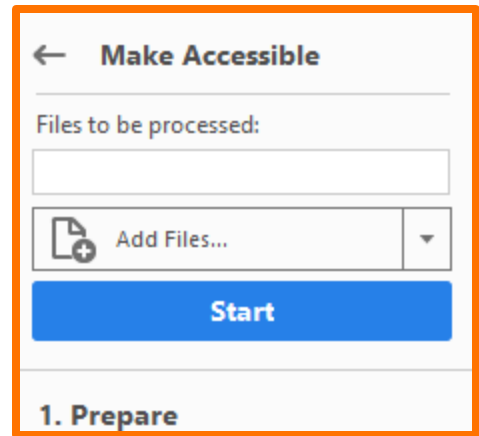 Make Accessible
Files to be processed:
Add Files...
Start
1. Prepare